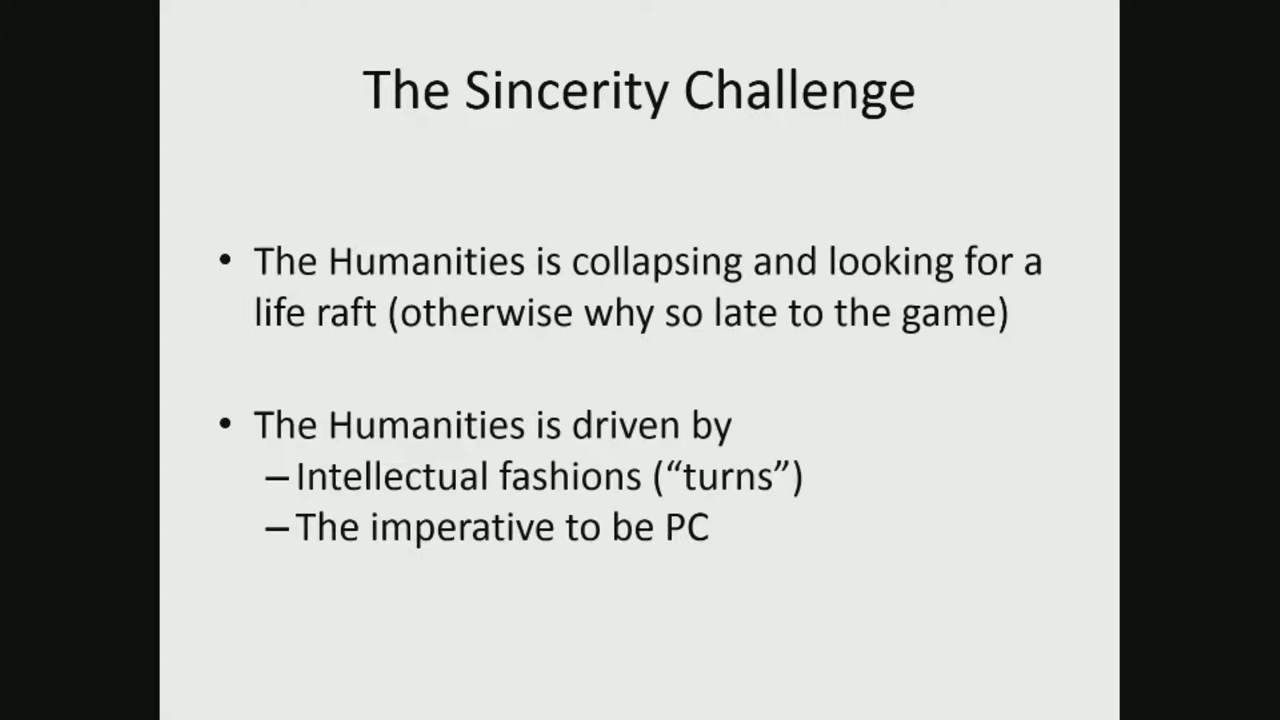 The Sincerity Challenge
• The Humanities is collapsing and looking for a
life raft (otherwise why so late to the game)
• The Humanities is driven by
– Intellectual fashions (“turns”)
– The imperative to be PC